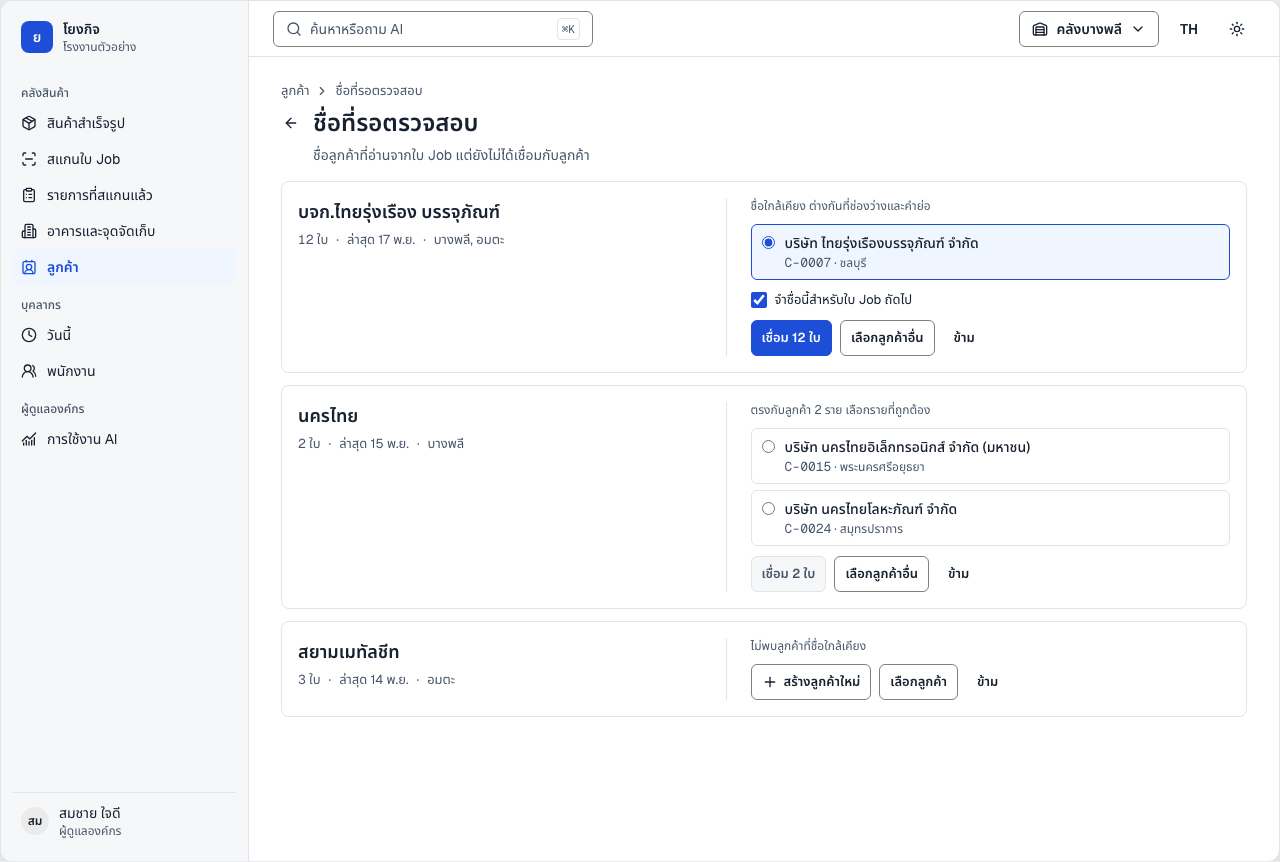 ย
โยงกิจ
โรงงานตัวอย่าง
ค้นหาหรือถาม AI
⌘K
คลังบางพลี
TH
คลังสินค้า
สินค้าสำเร็จรูป
สแกนใบ Job
รายการที่สแกนแล้ว
อาคารและจุดจัดเก็บ
ลูกค้า
บุคลากร
วันนี้
พนักงาน
ผู้ดูแลองค์กร
การใช้งาน AI
สม
สมชาย ใจดี
ผู้ดูแลองค์กร
ลูกค้า > ชื่อที่รอตรวจสอบ
ชื่อที่รอตรวจสอบ
ชื่อลูกค้าที่อ่านจากใบ Job แต่ยังไม่ได้เชื่อมกับลูกค้า
บจก.ไทยรุ่งเรือง บรรจุภัณฑ์
12 ใบ · ล่าสุด 17 พ.ย. · บางพลี, อมตะ
ชื่อใกล้เคียง ต่างกันที่ช่องว่างและคำย่อ
บริษัท ไทยรุ่งเรืองบรรจุภัณฑ์ จำกัด
C-0007 · ชลบุรี
จำชื่อนี้สำหรับใบ Job ถัดไป
เชื่อม 12 ใบ
เลือกลูกค้าอื่น
ข้าม
นครไทย
2 ใบ · ล่าสุด 15 พ.ย. · บางพลี
ตรงกับลูกค้า 2 ราย เลือกรายที่ถูกต้อง
บริษัท นครไทยอิเล็กทรอนิกส์ จำกัด (มหาชน)
C-0015 · พระนครศรีอยุธยา
บริษัท นครไทยโลหะภัณฑ์ จำกัด
C-0024 · สมุทรปราการ
เชื่อม 2 ใบ
เลือกลูกค้าอื่น
ข้าม
สยามเมทัลชีท
3 ใบ · ล่าสุด 14 พ.ย. · อมตะ
ไม่พบลูกค้าที่ชื่อใกล้เคียง
สร้างลูกค้าใหม่
เลือกลูกค้า
ข้าม